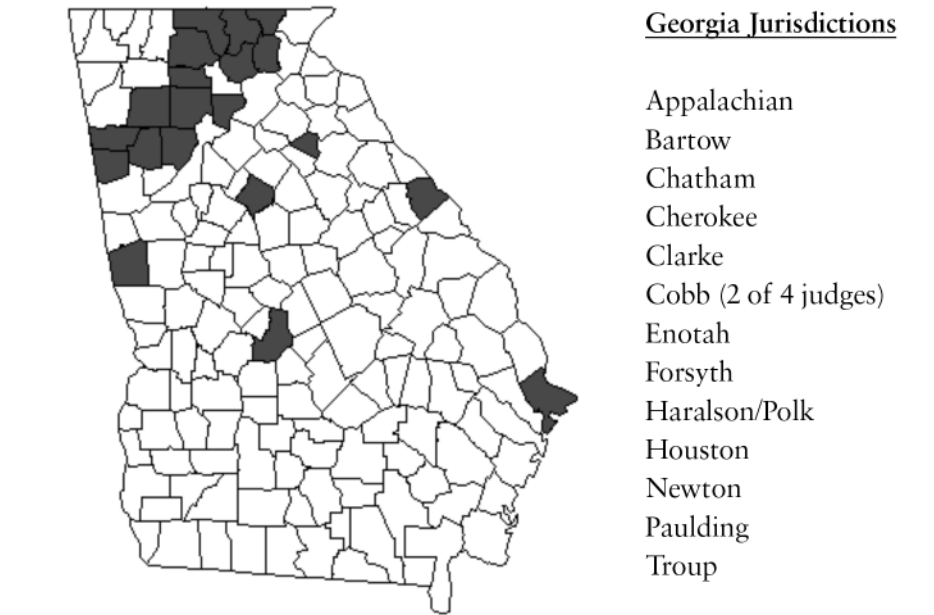 Georgia Jurisdictions
Appalachian
Bartow
Chatham
Cherokee
Clarke
Cobb (2 of 4 judges)
Enotah
Forsyth
Haralson/Polk
Houston
Newton
Paulding
Troup